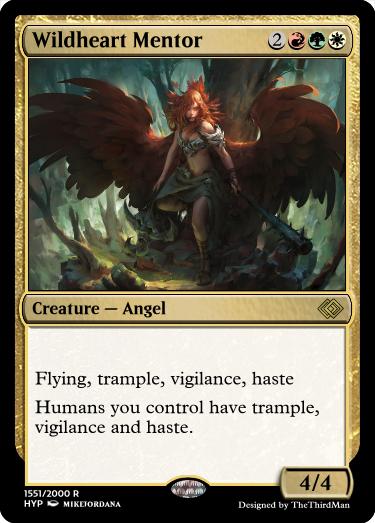 Wildheart Mentor 2
Creature — Angel
Flying, trample, vigilance, haste
Humans you control have trample,
vigilance and haste.
4/4
1551/2000 R
HYP MIKEJORDANA Designed by TheThirdMan